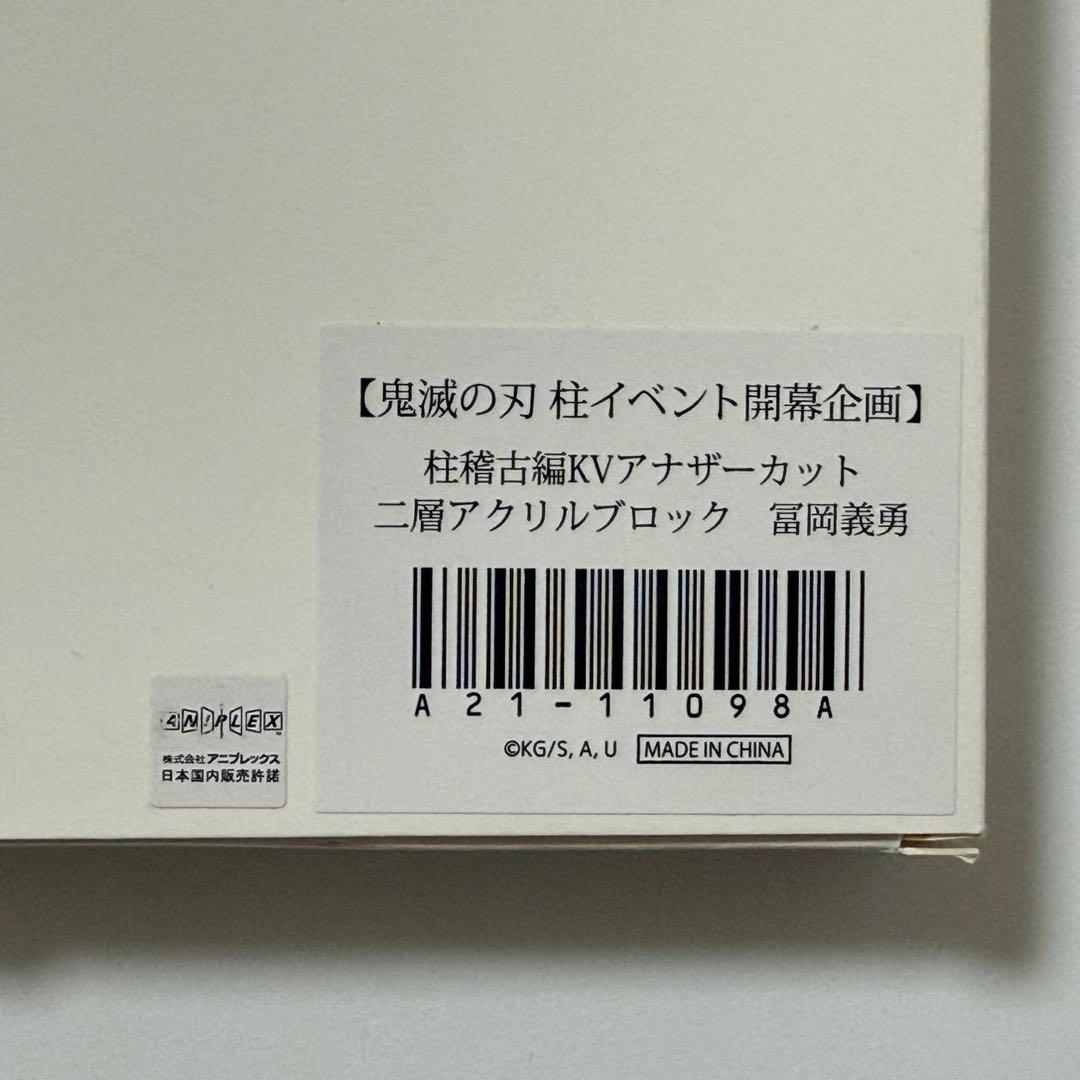 【鬼滅の刃 柱イベント開幕企画】
柱稽古編KVアナザーカット
二層アクリルブロック　冨岡義勇
A21-11098A
©KG/S, A, U MADE IN CHINA
ANIPLEX
株式会社アニプレックス
日本国内販売許諾